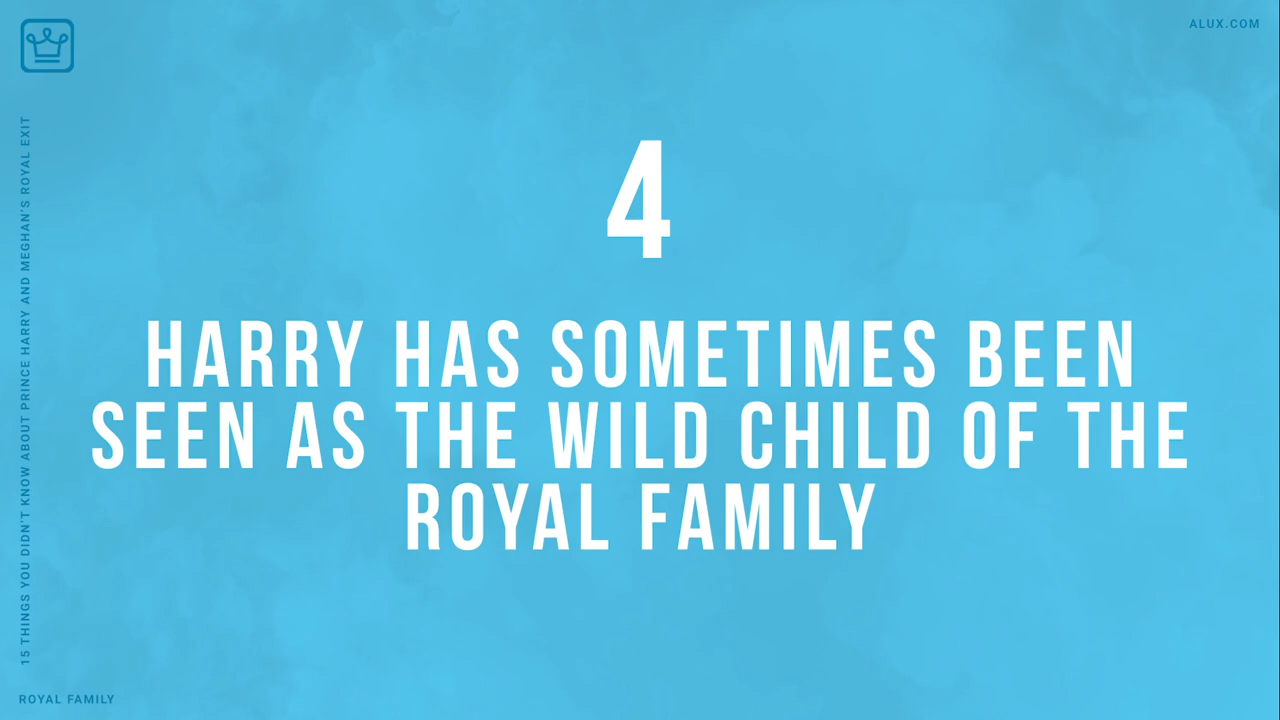 ALUX.COM
15 THINGS YOU DIDN'T KNOW ABOUT PRINCE HARRY AND MEGHAN'S ROYAL EXIT
4
HARRY HAS SOMETIMES BEEN
SEEN AS THE WILD CHILD OF THE
ROYAL FAMILY
ROYAL FAMILY